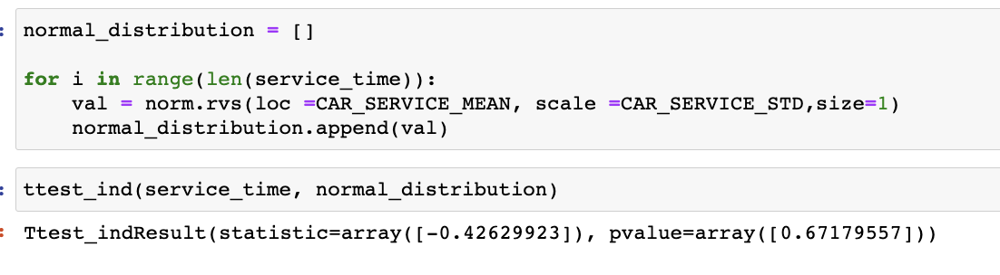 : normal_distribution = []
for i in range(len(service_time)):
    val = norm.rvs(loc =CAR_SERVICE_MEAN, scale =CAR_SERVICE_STD,size=1)
    normal_distribution.append(val)
: ttest_ind(service_time, normal_distribution)
: Ttest_indResult(statistic=array([-0.42629923]), pvalue=array([0.67179557]))